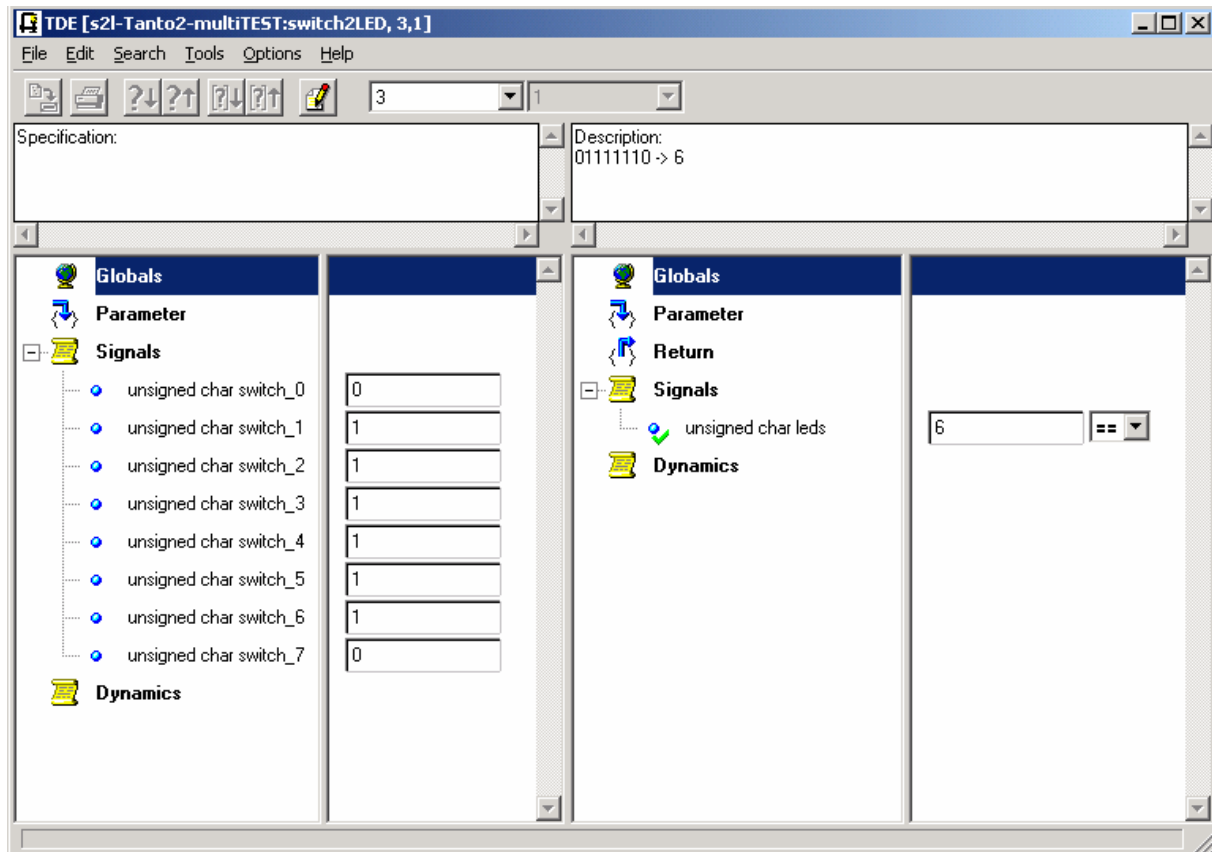 TDE [s2l-Tanto2-multiTEST:switch2LED, 3,1]
File Edit Search Tools Options Help
3
1
Specification:
Description:
01111110 -> 6
Globals
Parameter
Signals
unsigned char switch_0 0
unsigned char switch_1 1
unsigned char switch_2 1
unsigned char switch_3 1
unsigned char switch_4 1
unsigned char switch_5 1
unsigned char switch_6 1
unsigned char switch_7 0
Dynamics
Globals
Parameter
Return
Signals
unsigned char leds 6 ==
Dynamics